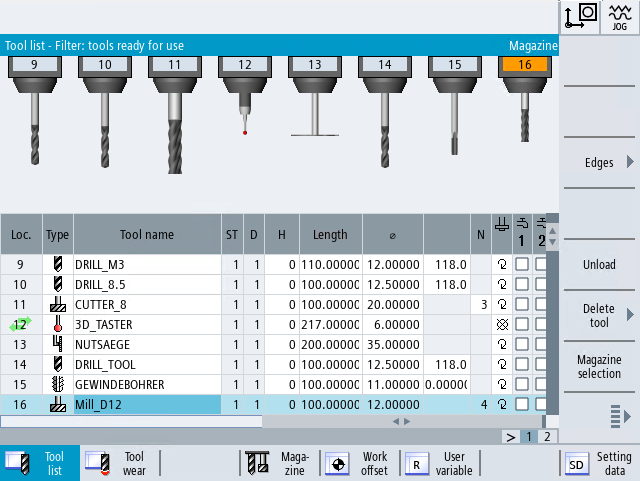 JOG
Tool list - Filter: tools ready for use Magazine
9 10 11 12 13 14 15 16
Edges
Loc. Type Tool name ST D H Length ⌀ N 1 2
9 DRILL_M3 1 1 0 110.00000 12.00000 118.0
10 DRILL_8.5 1 1 0 100.00000 12.50000 118.0
11 CUTTER_8 1 1 0 100.00000 20.00000 3
12 3D_TASTER 1 1 0 217.00000 6.00000
13 NUTSAEGE 1 1 0 200.00000 35.00000
14 DRILL_TOOL 1 1 0 100.00000 12.50000 118.0
15 GEWINDEBOHRER 1 1 0 100.00000 11.00000 0.00000
16 Mill_D12 1 1 0 100.00000 12.00000 4
Unload
Delete
tool
Magazine
selection
> 1 2
Tool
list
Tool
wear
Maga-
zine
Work
offset
R
User
variable
SD
Setting
data